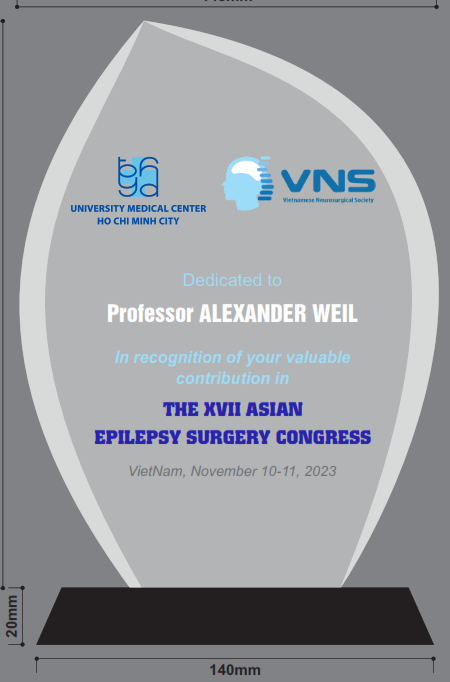 UNIVERSITY MEDICAL CENTER
HO CHI MINH CITY
VNS
Vietnamese Neurosurgical Society
Dedicated to
Professor ALEXANDER WEIL
In recognition of your valuable
contribution in
THE XVII ASIAN
EPILEPSY SURGERY CONGRESS
VietNam, November 10-11, 2023
20mm
140mm